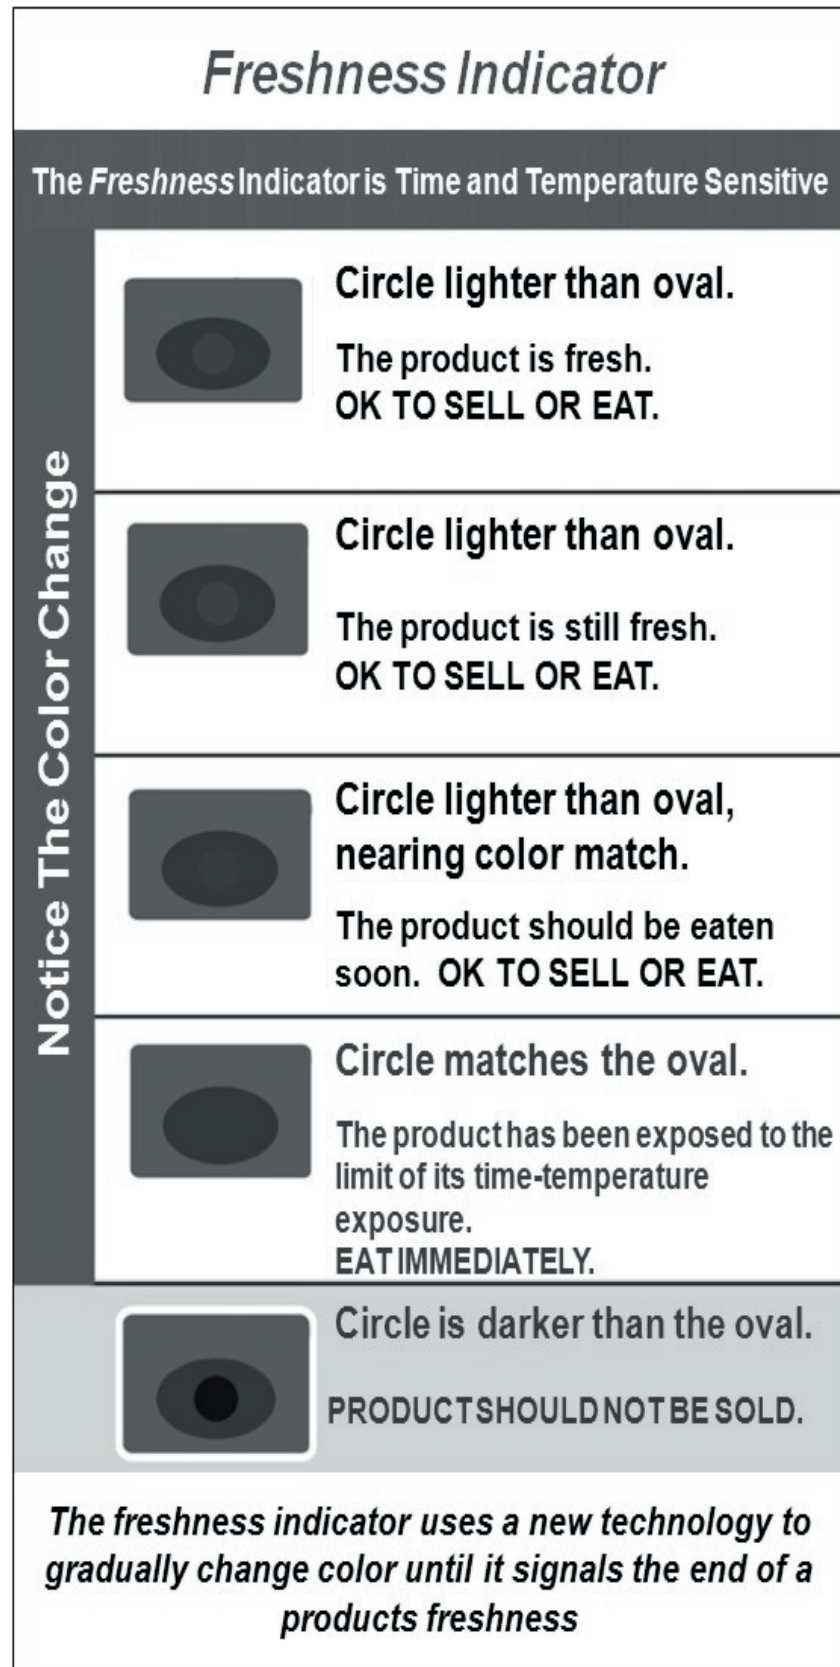 Freshness Indicator
The Freshness Indicator is Time and Temperature Sensitive
Notice The Color Change
Circle lighter than oval.
The product is fresh.
OK TO SELL OR EAT.
Circle lighter than oval.
The product is still fresh.
OK TO SELL OR EAT.
Circle lighter than oval,
nearing color match.
The product should be eaten
soon. OK TO SELL OR EAT.
Circle matches the oval.
The product has been exposed to the
limit of its time-temperature
exposure.
EAT IMMEDIATELY.
Circle is darker than the oval.
PRODUCT SHOULD NOT BE SOLD.
The freshness indicator uses a new technology to
gradually change color until it signals the end of a
products freshness